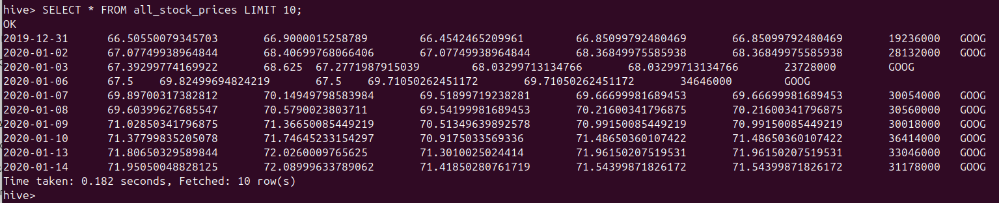 hive> SELECT * FROM all_stock_prices LIMIT 10;
OK
2019-12-31 66.50550079345703 66.9000015258789 66.4542465209961 66.85099792480469 66.85099792480469 19236000 GOOG
2020-01-02 67.07749938964844 68.40699768066406 67.07749938964844 68.36849975585938 68.36849975585938 28132000 GOOG
2020-01-03 67.39299774169922 68.625 67.2771987915039 68.03299713134766 68.03299713134766 23728000 GOOG
2020-01-06 67.5 69.82499694824219 67.5 69.71050262451172 69.71050262451172 34646000 GOOG
2020-01-07 69.89700317382812 70.14949798583984 69.51899719238281 69.66699981689453 69.66699981689453 30054000 GOOG
2020-01-08 69.60399627685547 70.5790023803711 69.54199981689453 70.21600341796875 70.21600341796875 30560000 GOOG
2020-01-09 71.02850341796875 71.36650085449219 70.51349639892578 70.99150085449219 70.99150085449219 30018000 GOOG
2020-01-10 71.37799835205078 71.74645233154297 70.9175033569336 71.48650360107422 71.48650360107422 36414000 GOOG
2020-01-13 71.80650329589844 72.0260009765625 71.3010025024414 71.96150207519531 71.96150207519531 33046000 GOOG
2020-01-14 71.95050048828125 72.08999633789062 71.41850280761719 71.54399871826172 71.54399871826172 31178000 GOOG
Time taken: 0.182 seconds, Fetched: 10 row(s)
hive>